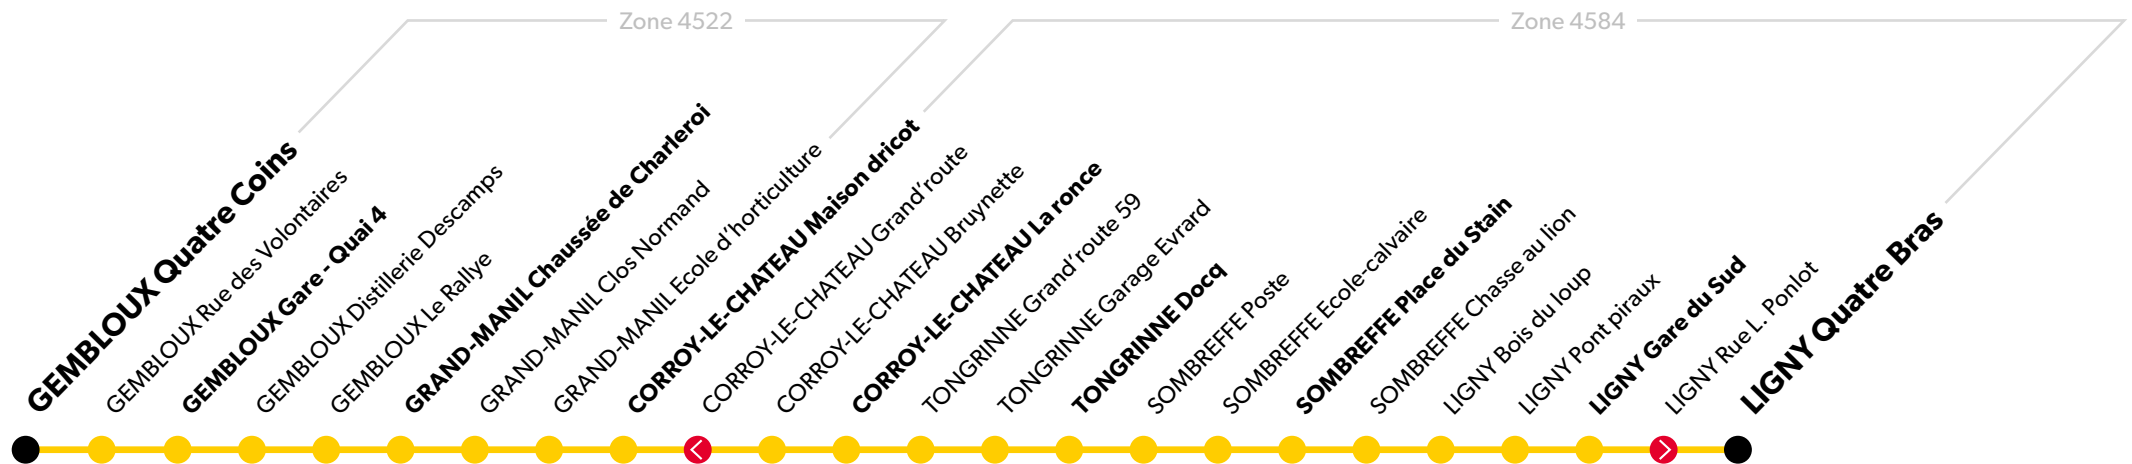 Zone 4522
Zone 4584
GEMBLOUX Quatre Coins
GEMBLOUX Rue des Volontaires
GEMBLOUX Gare - Quai 4
GEMBLOUX Distillerie Descamps
GEMBLOUX Le Rallye
GRAND-MANIL Chaussée de Charleroi
GRAND-MANIL Clos Normand
GRAND-MANIL Ecole d'horticulture
CORROY-LE-CHATEAU Maison dricot
CORROY-LE-CHATEAU Grand'route
CORROY-LE-CHATEAU Bruynette
CORROY-LE-CHATEAU La ronce
TONGRINNE Grand'route 59
TONGRINNE Garage Evrard
TONGRINNE Docq
SOMBREFFE Poste
SOMBREFFE Ecole-calvaire
SOMBREFFE Place du Stain
SOMBREFFE Chasse au lion
LIGNY Bois du loup
LIGNY Pont piraux
LIGNY Gare du Sud
LIGNY Rue L. Ponlot
LIGNY Quatre Bras